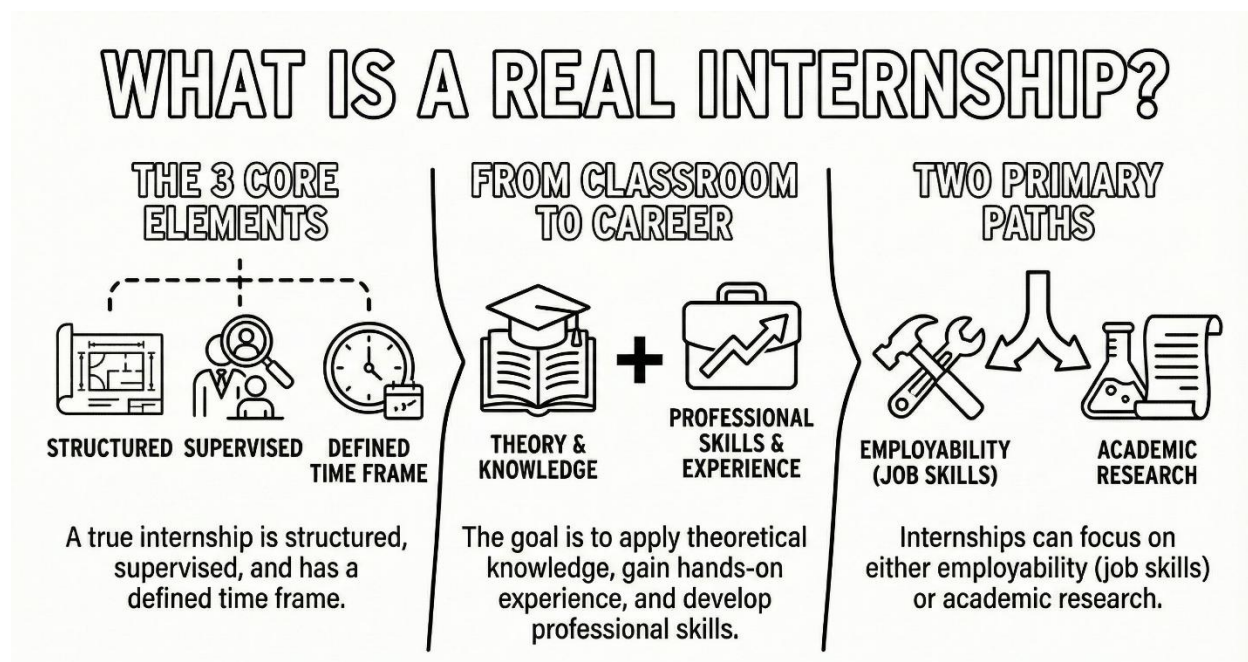 WHAT IS A REAL INTERNSHIP?
THE 3 CORE
ELEMENTS
STRUCTURED
SUPERVISED
DEFINED
TIME FRAME
A true internship is structured,
supervised, and has a
defined time frame.
FROM CLASSROOM
TO CAREER
THEORY &
KNOWLEDGE
PROFESSIONAL
SKILLS &
EXPERIENCE
The goal is to apply theoretical
knowledge, gain hands-on
experience, and develop
professional skills.
TWO PRIMARY
PATHS
EMPLOYABILITY
(JOB SKILLS)
ACADEMIC
RESEARCH
Internships can focus on
either employability (job skills)
or academic research.